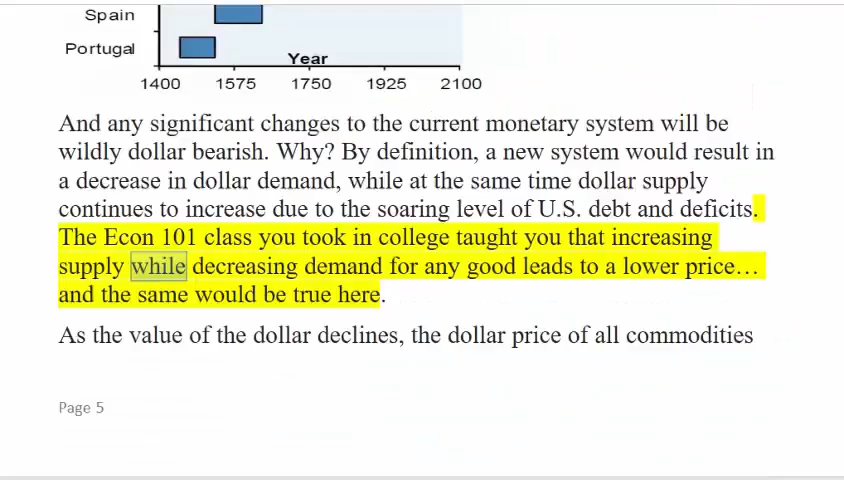 Spain
Portugal
Year
1400 1575 1750 1925 2100
And any significant changes to the current monetary system will be
wildly dollar bearish. Why? By definition, a new system would result in
a decrease in dollar demand, while at the same time dollar supply
continues to increase due to the soaring level of U.S. debt and deficits.
The Econ 101 class you took in college taught you that increasing
supply while decreasing demand for any good leads to a lower price…
and the same would be true here.
As the value of the dollar declines, the dollar price of all commodities
Page 5